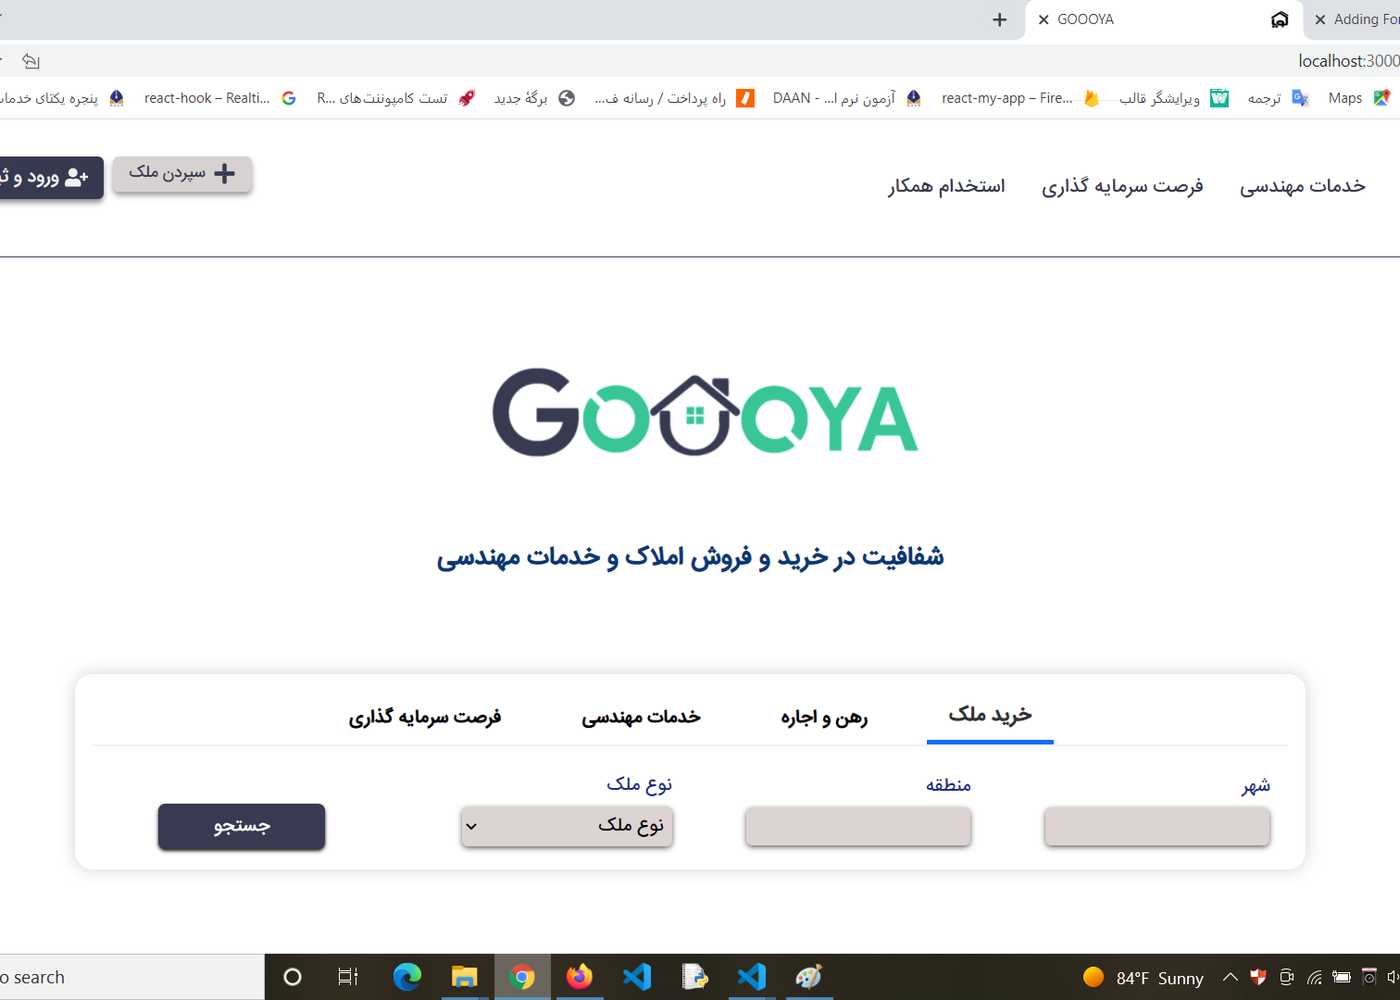 GOOOYA
Adding Fo
localhost:3000
Maps
ترجمه
ویرایشگر قالب
react-my-app – Fire...
آزمون نرم ا... - DAAN
راه پرداخت / رسانه ف...
برگهٔ جدید
تست کامپوننت‌های ...R
react-hook – Realti...
پنجره یکتای خدمات
خدمات مهندسی
فرصت سرمایه گذاری
استخدام همکار
سپردن ملک
ورود و
GOOOYA
شفافیت در خرید و فروش املاک و خدمات مهندسی
خرید ملک
رهن و اجاره
خدمات مهندسی
فرصت سرمایه گذاری
شهر
منطقه
نوع ملک
نوع ملک
جستجو
o search
84°F Sunny